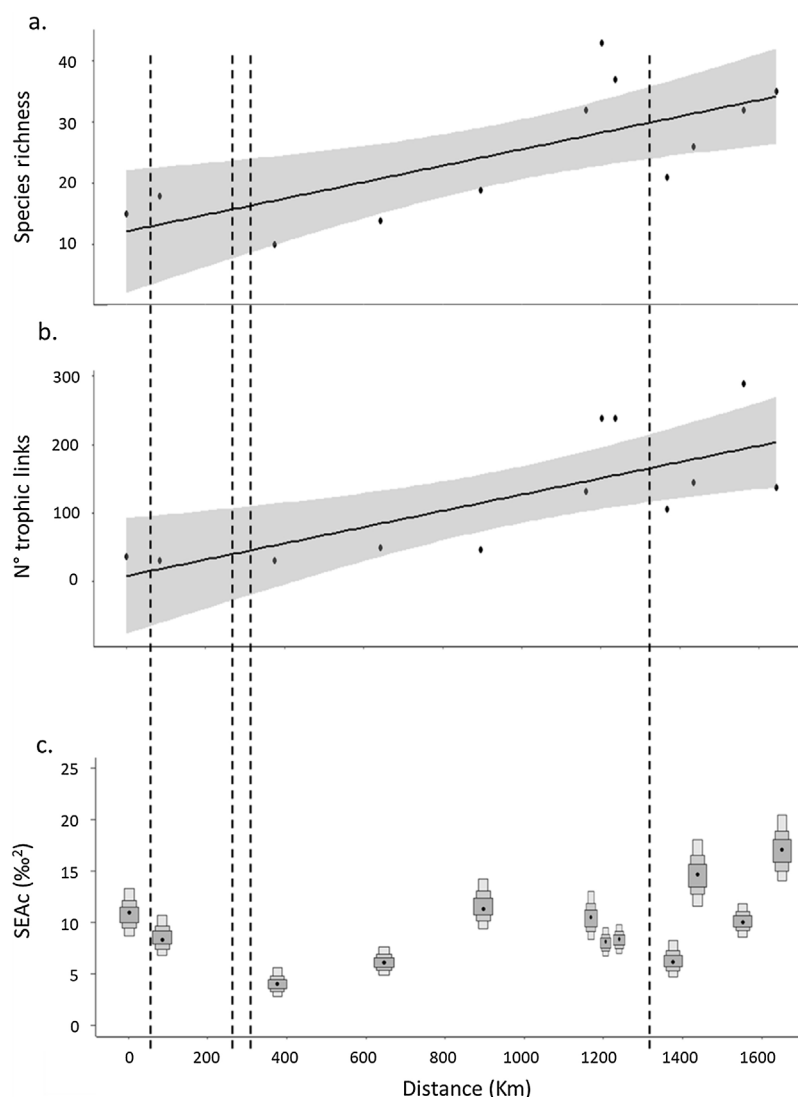 a.
Species richness
40
30
20
10
b.
N° trophic links
300
200
100
0
c.
SEAc (‰²)
25
20
15
10
5
0
0 200 400 600 800 1000 1200 1400 1600
Distance (Km)